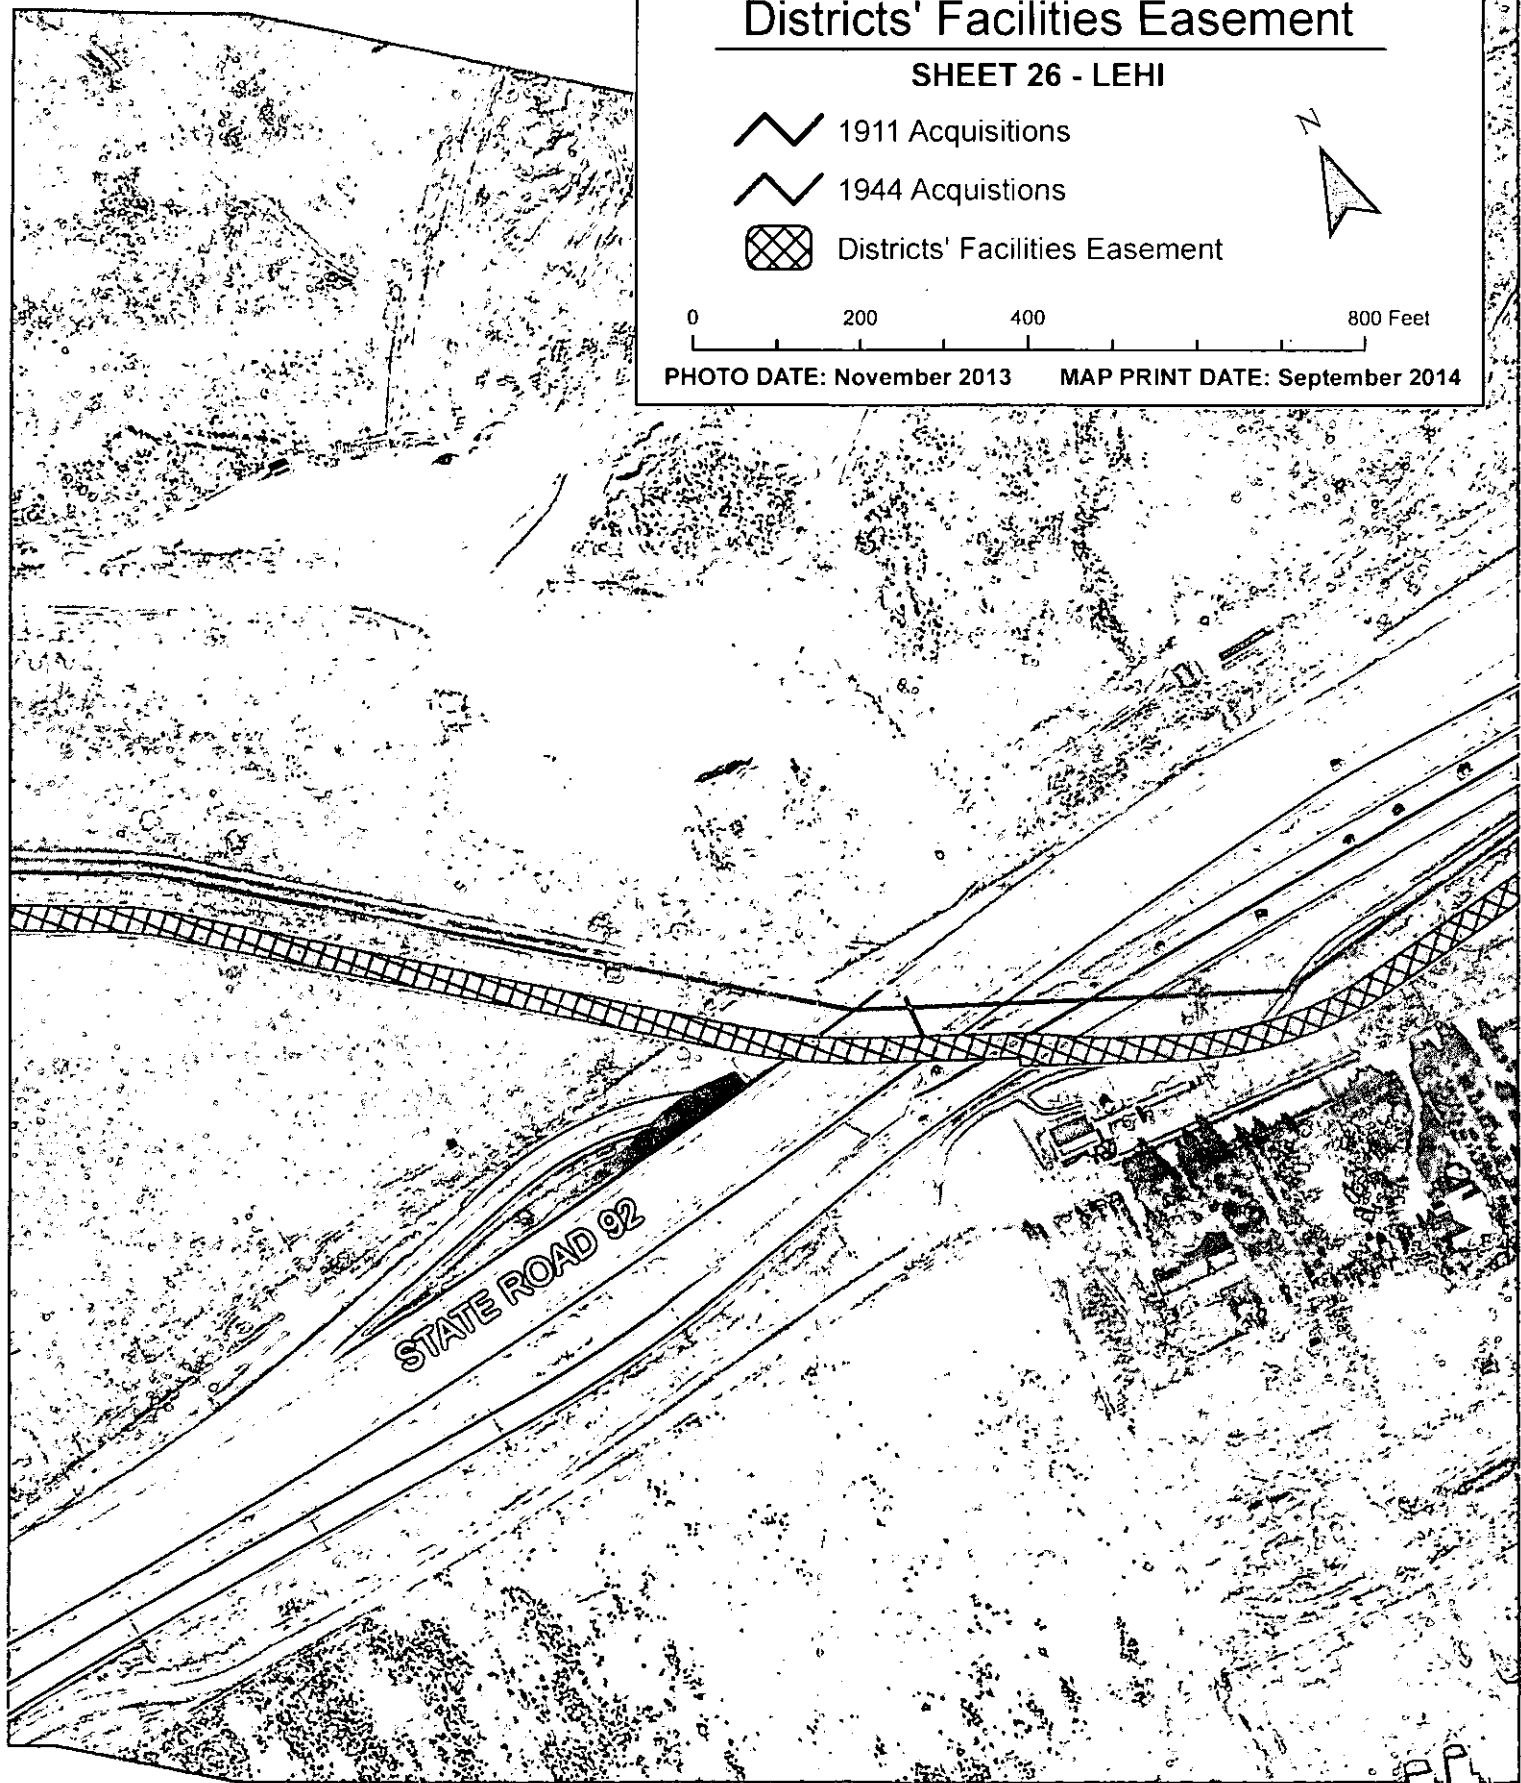 Districts' Facilities Easement
SHEET 26 - LEHI
1911 Acquisitions
N
1944 Acquistions
Districts' Facilities Easement
0 200 400 800 Feet
PHOTO DATE: November 2013 MAP PRINT DATE: September 2014
STATE ROAD 92